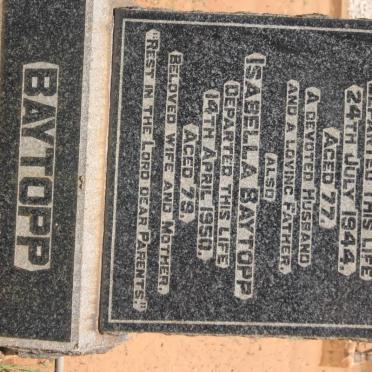 DEPARTED THIS LIFE
24TH JULY 1944,
AGED 77
A DEVOTED HUSBAND
AND A LOVING FATHER.
ALSO
ISABELLA BAYTOPP
DEPARTED THIS LIFE
14TH APRIL 1950,
AGED 79.
BELOVED WIFE AND MOTHER.
"REST IN THE LORD DEAR PARENTS."
BAYTOPP